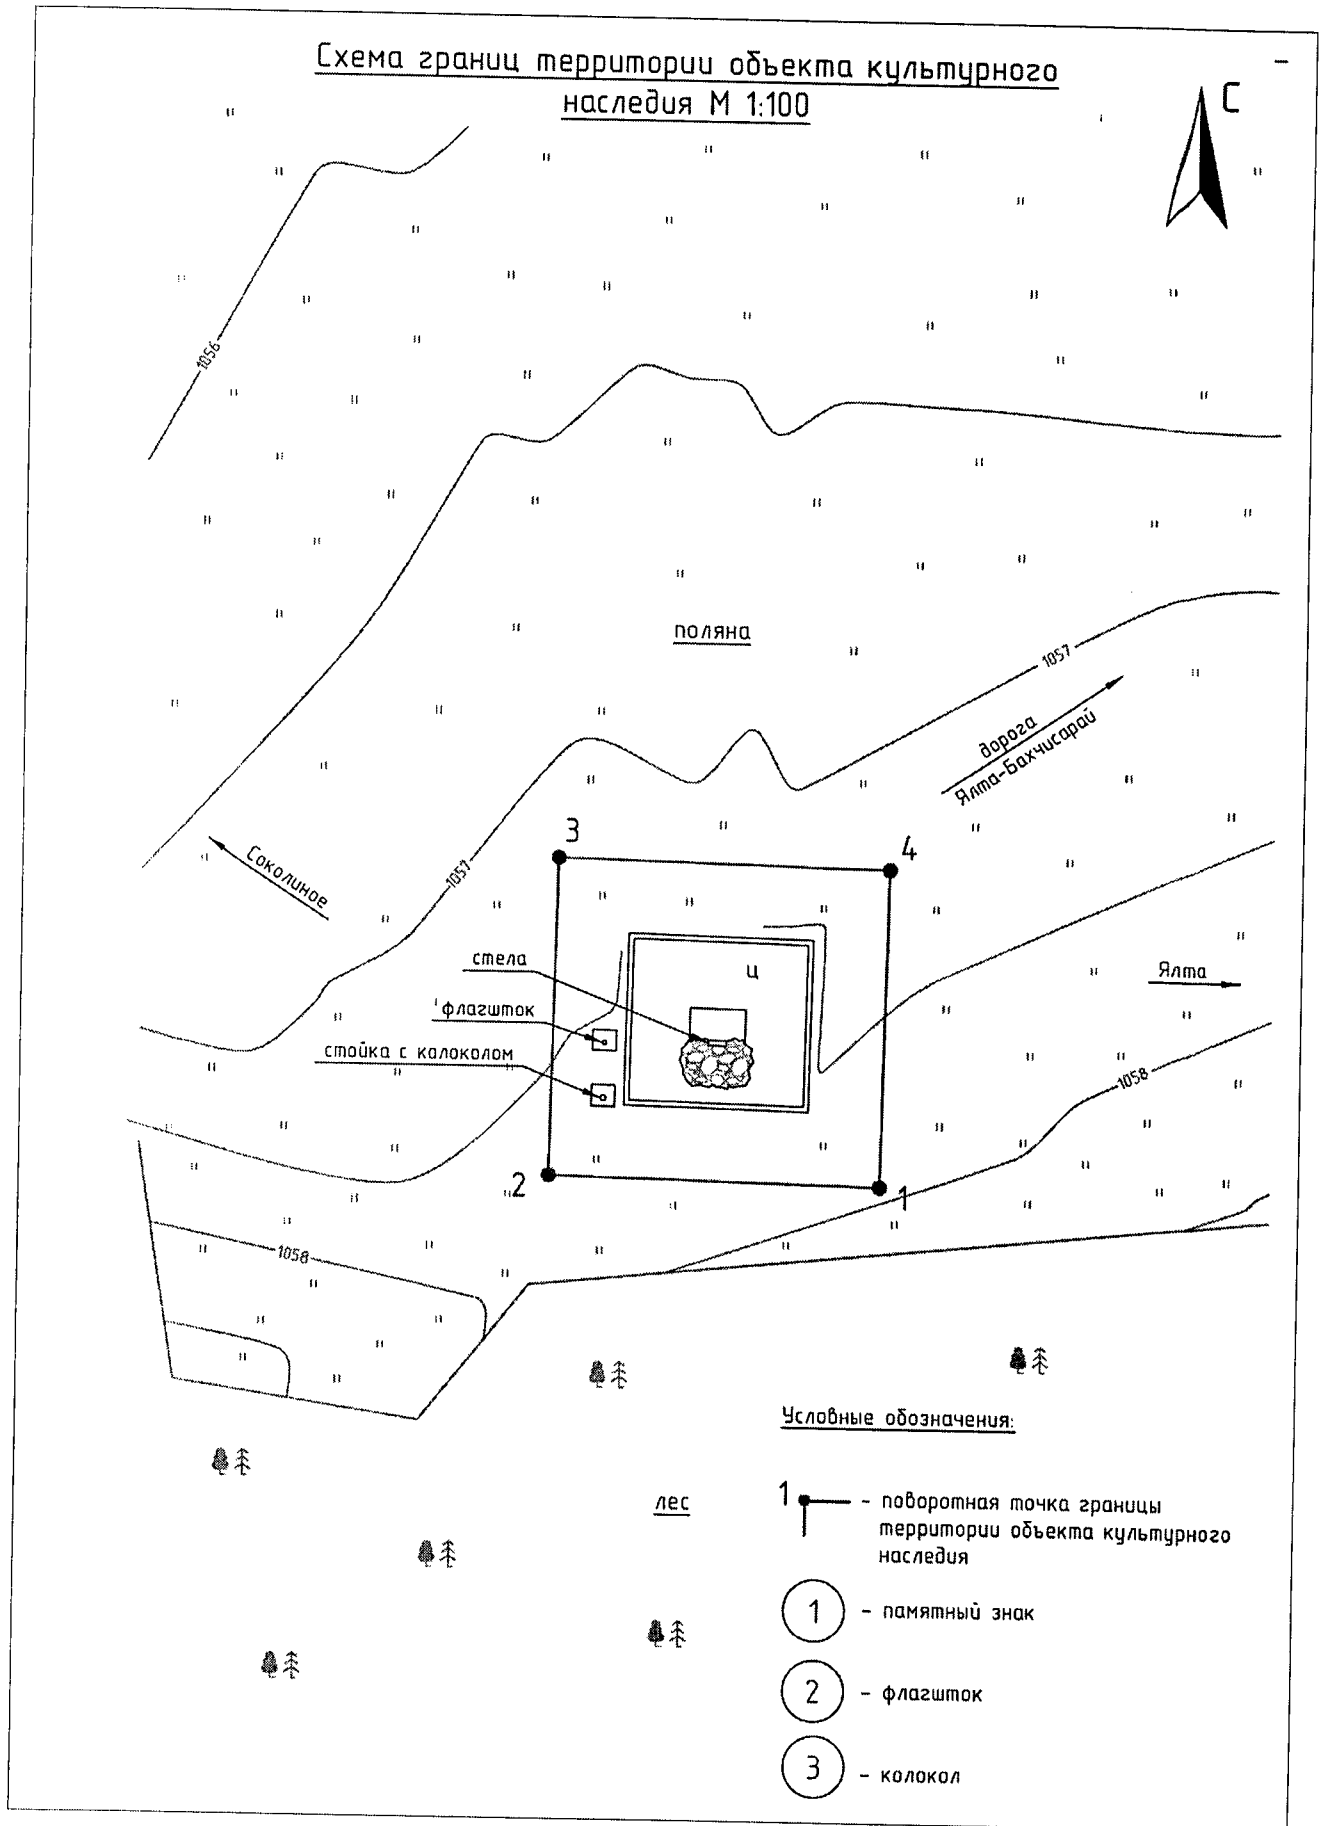 Схема границ территории объекта культурного
наследия М 1:100
С
1056
поляна
1057
дорога
Ялта-Бахчисарай
3
4
Соколиное
1057
стела
ц
Ялта
флагшток
стойка с колоколом
1058
2
1
1058
Условные обозначения:
лес
1 - поворотная точка границы
территории объекта культурного
наследия
1 - памятный знак
2 - флагшток
3 - колокол